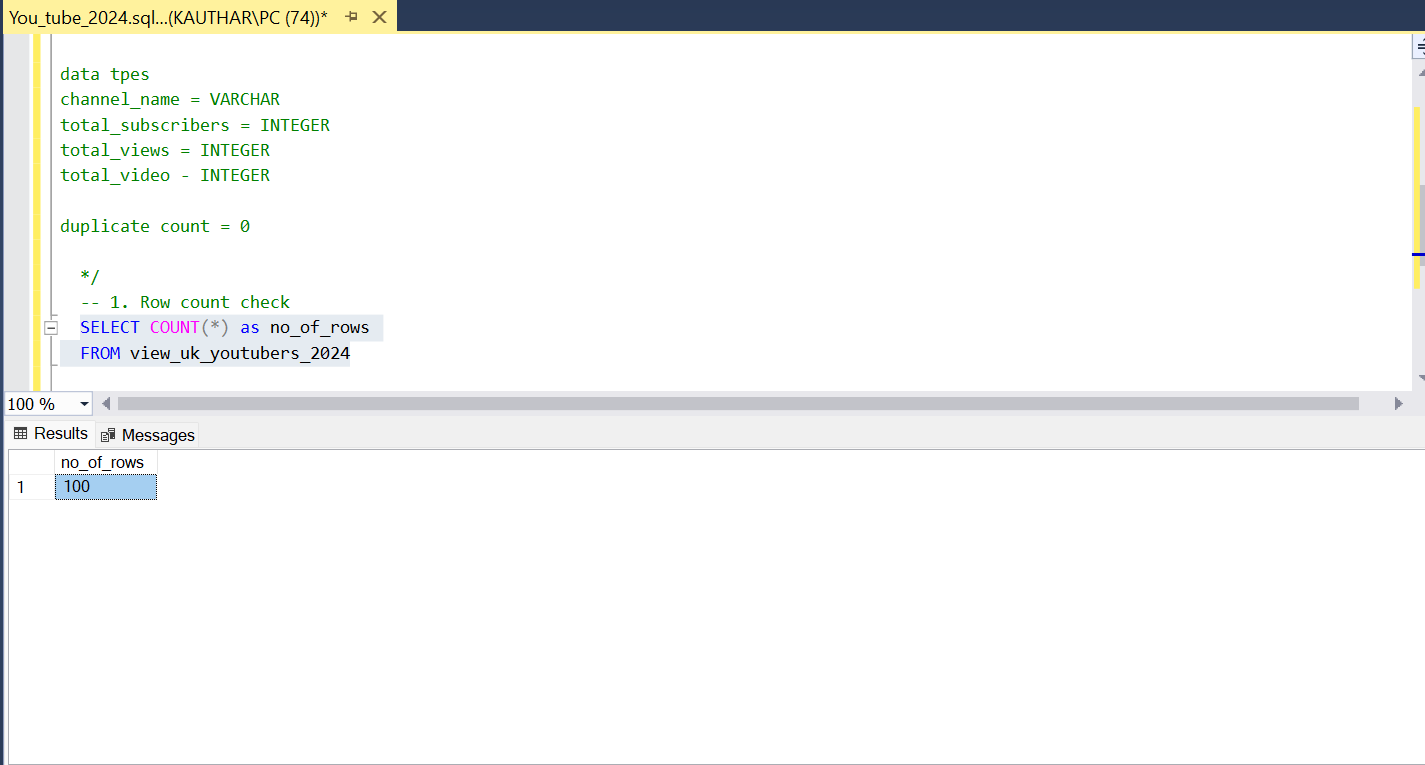 You_tube_2024.sql...(KAUTHAR\PC (74))*
data tpes
channel_name = VARCHAR
total_subscribers = INTEGER
total_views = INTEGER
total_video - INTEGER
duplicate count = 0
*/
-- 1. Row count check
SELECT COUNT(*) as no_of_rows
FROM view_uk_youtubers_2024
100 %
Results Messages
no_of_rows
1 100